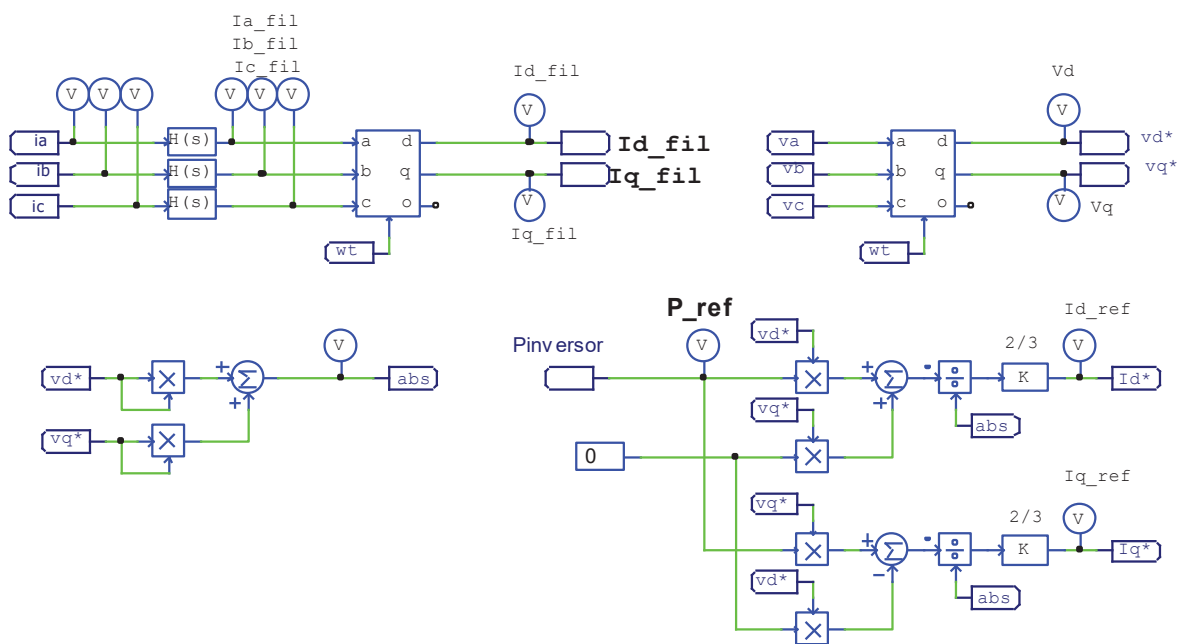 Ia_fil
Ib_fil
Ic_fil
V V V
V V V
Id_fil
V
Vd
V
ia
H(s)
a
d
Id_fil
ib
H(s)
b
q
Iq_fil
ic
H(s)
c
o
V
Iq_fil
wt
va
a
d
vd*
vb
b
q
vq*
vc
c
o
V
Vq
wt
vd*
×
+
Σ
+
V
abs
vq*
×
P_ref
V
Pinversor
vd*
×
+
Σ
+
÷
2/3
K
Id_ref
V
Id*
abs
vq*
×
0
vq*
×
+
Σ
−
÷
2/3
K
Iq_ref
V
Iq*
abs
vd*
×